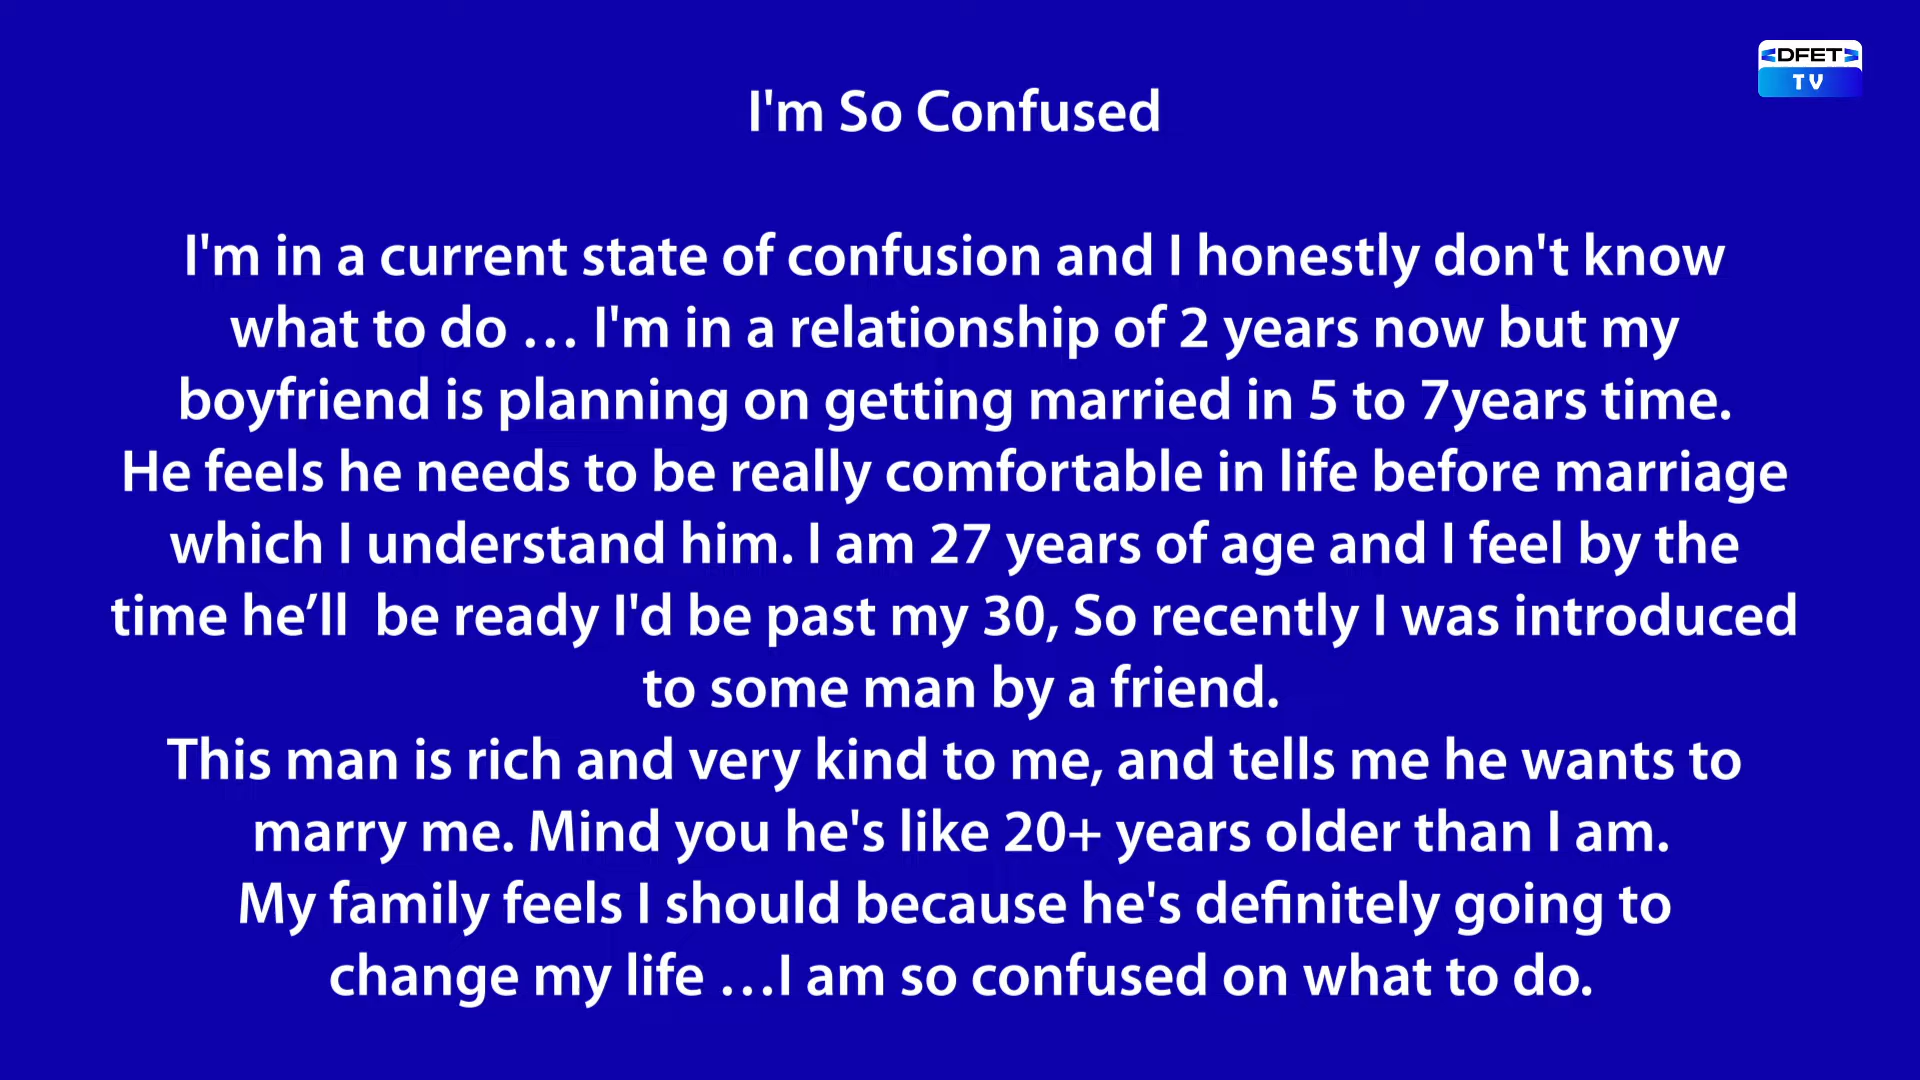 DFET
TV
I'm So Confused
I'm in a current state of confusion and I honestly don't know
what to do … I'm in a relationship of 2 years now but my
boyfriend is planning on getting married in 5 to 7years time.
He feels he needs to be really comfortable in life before marriage
which I understand him. I am 27 years of age and I feel by the
time he’ll  be ready I'd be past my 30, So recently I was introduced
to some man by a friend.
This man is rich and very kind to me, and tells me he wants to
marry me. Mind you he's like 20+ years older than I am.
My family feels I should because he's definitely going to
change my life …I am so confused on what to do.